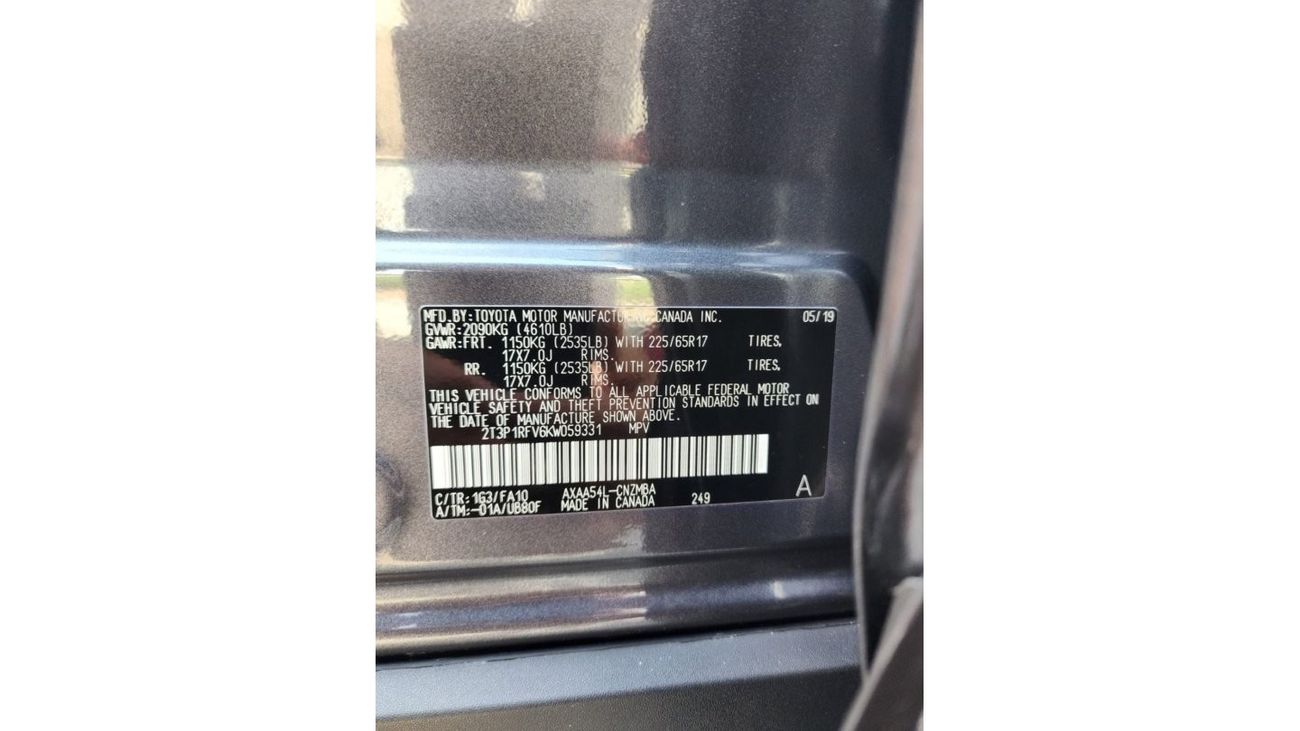 MFD.BY:TOYOTA MOTOR MANUFACTURING CANADA INC. 05/19
GVWR:2090KG (4610LB)
GAWR:FRT. 1150KG (2535LB) WITH 225/65R17 TIRES,
17X7.0J RIMS.
RR. 1150KG (2535LB) WITH 225/65R17 TIRES,
17X7.0J RIMS.
THIS VEHICLE CONFORMS TO ALL APPLICABLE FEDERAL MOTOR
VEHICLE SAFETY AND THEFT PREVENTION STANDARDS IN EFFECT ON
THE DATE OF MANUFACTURE SHOWN ABOVE.
2T3P1RFV6KW059331 MPV
C/TR:1G3/FA10 AXAA54L-CNZMBA 249 A
A/TM:-01A/UB80F MADE IN CANADA